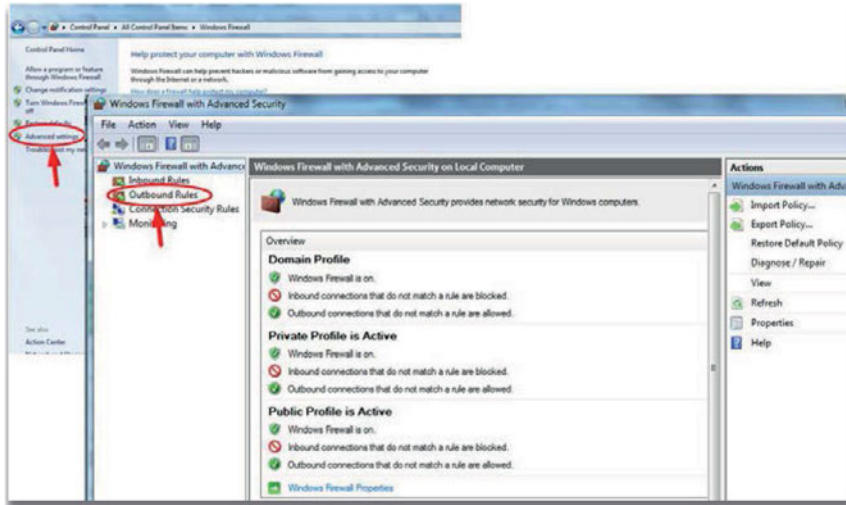 Control Panel ▸ All Control Panel Items ▸ Windows Firewall
Control Panel Home
Allow a program or feature
through Windows Firewall
Change notification settings
Turn Windows Firew
off
Restore defaults
Advanced settings
Troubleshoot my ne
See also
Action Center
Help protect your computer with Windows Firewall
Windows Firewall can help prevent hackers or malicious software from gaining access to your computer
through the Internet or a network.
How does a firewall help protect my computer?
Windows Firewall with Advanced Security
File Action View Help
Windows Firewall with Advance
Inbound Rules
Outbound Rules
Connection Security Rules
Monitoring
Windows Firewall with Advanced Security on Local Computer
Windows Firewall with Advanced Security provides network security for Windows computers.
Overview
Domain Profile
Windows Firewall is on.
Inbound connections that do not match a rule are blocked.
Outbound connections that do not match a rule are allowed.
Private Profile is Active
Windows Firewall is on.
Inbound connections that do not match a rule are blocked.
Outbound connections that do not match a rule are allowed.
Public Profile is Active
Windows Firewall is on.
Inbound connections that do not match a rule are blocked.
Outbound connections that do not match a rule are allowed.
Windows Firewall Properties
Actions
Windows Firewall with Adv
Import Policy...
Export Policy...
Restore Default Policy
Diagnose / Repair
View
Refresh
Properties
Help